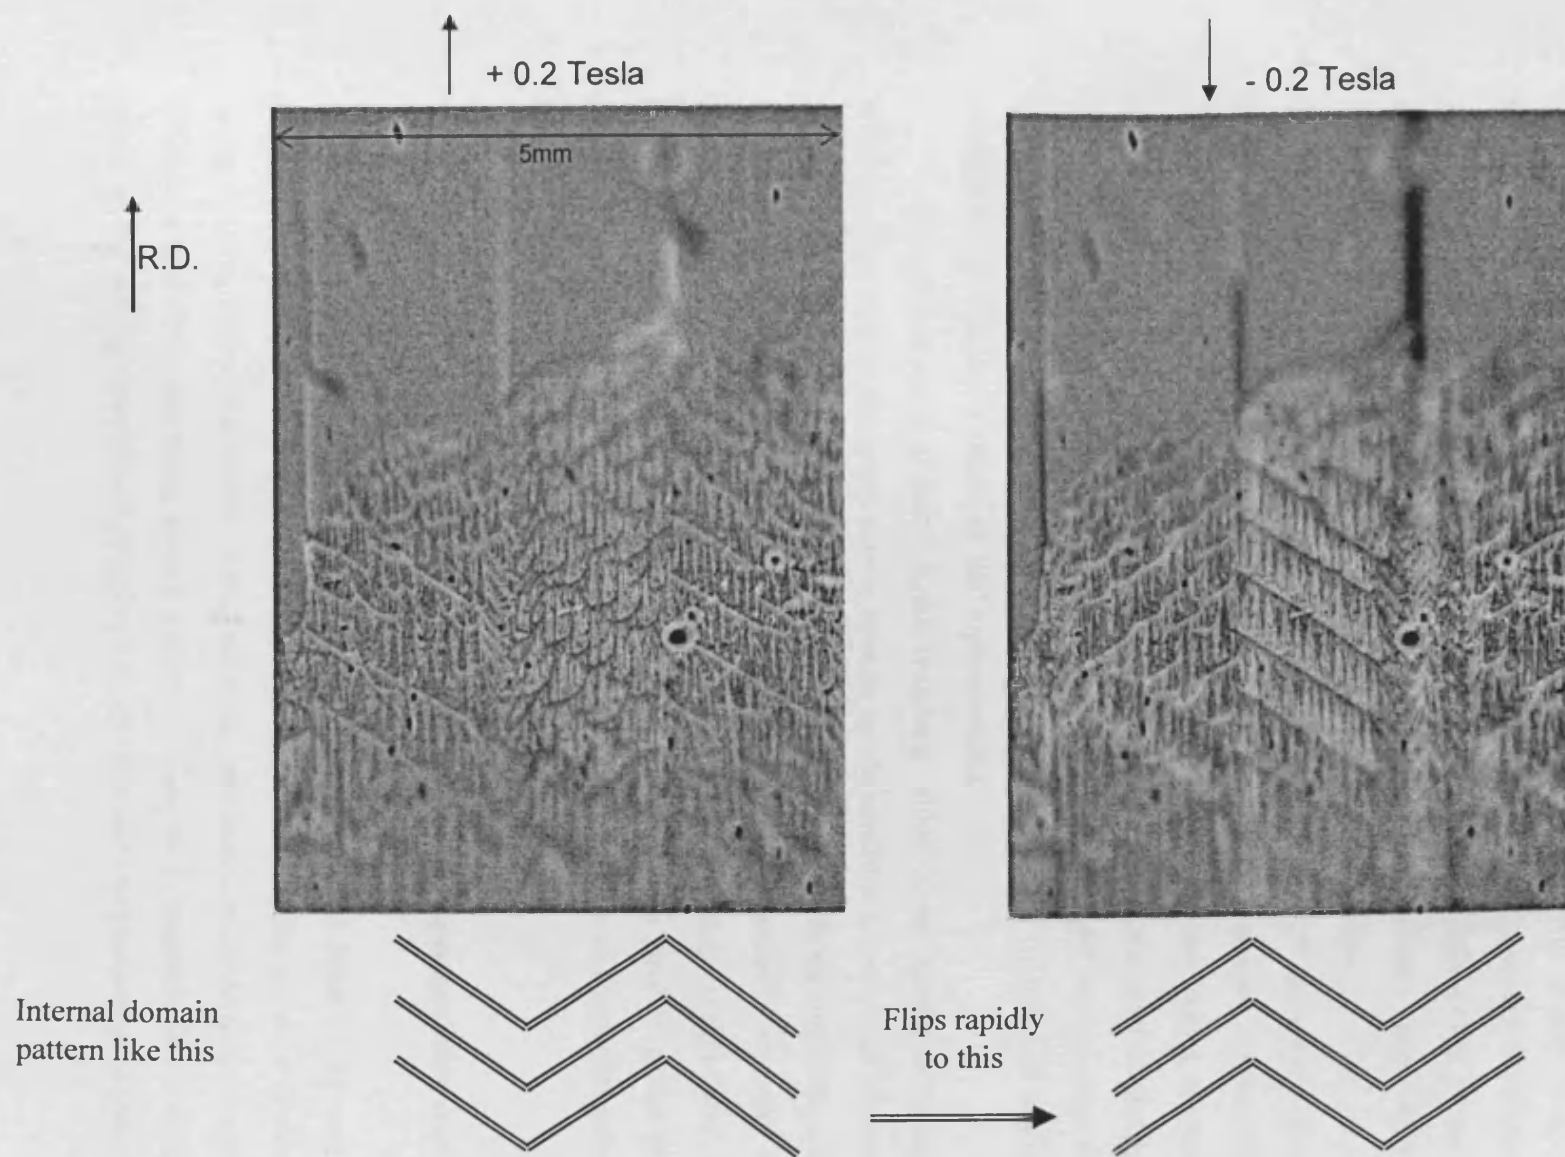 + 0.2 Tesla
- 0.2 Tesla
5mm
R.D.
Internal domain
pattern like this
Flips rapidly
to this